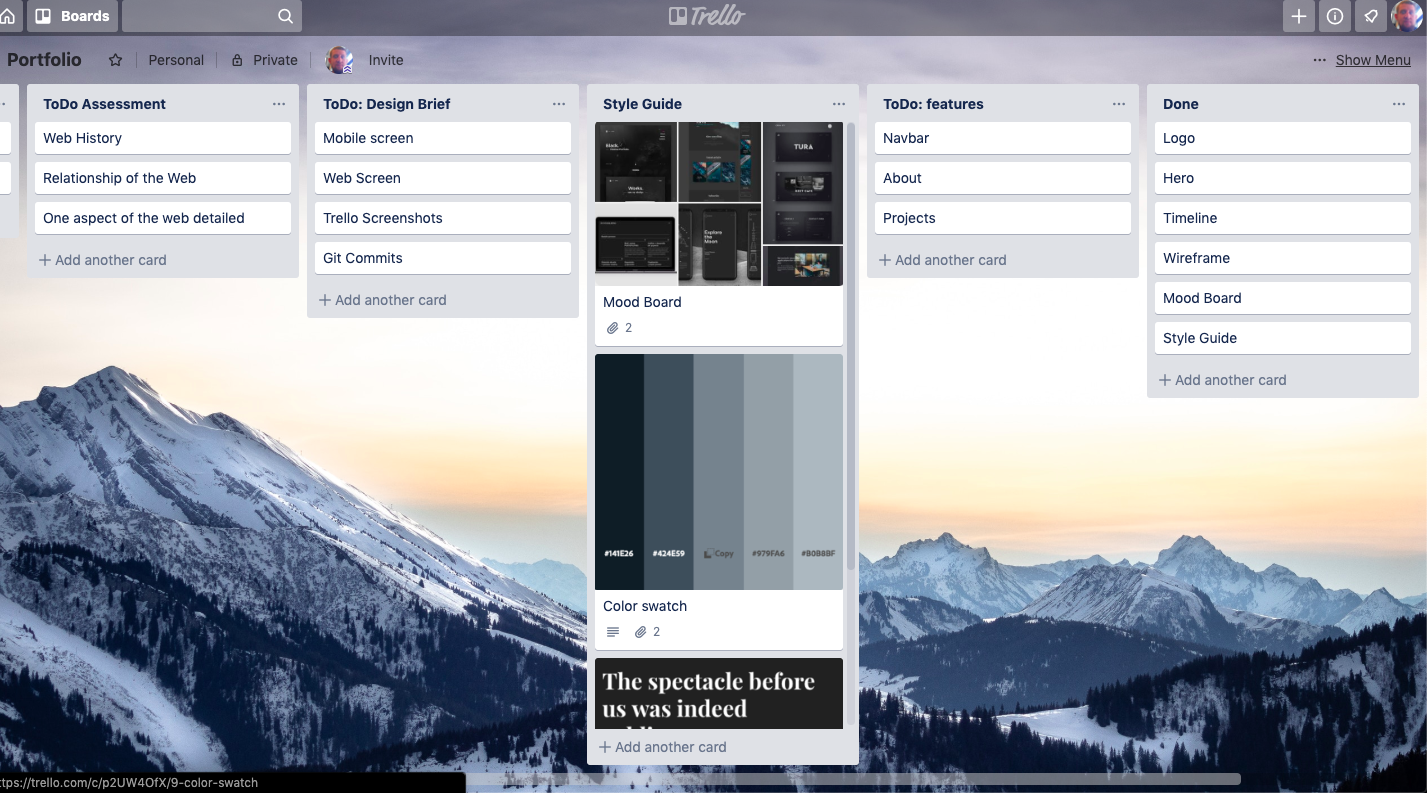 Boards
Trello
Portfolio
Personal
Private
Invite
Show Menu
ToDo Assessment
Web History
Relationship of the Web
One aspect of the web detailed
Add another card
ToDo: Design Brief
Mobile screen
Web Screen
Trello Screenshots
Git Commits
Add another card
Style Guide
TURA
Explore
the
Moon
Mood Board
2
#141E26
#424E59
Copy
#979FA6
#B0B8BF
Color swatch
2
The spectacle before
us was indeed
Add another card
ToDo: features
Navbar
About
Projects
Add another card
Done
Logo
Hero
Timeline
Wireframe
Mood Board
Style Guide
Add another card
ttps://trello.com/c/p2UW4OfX/9-color-swatch